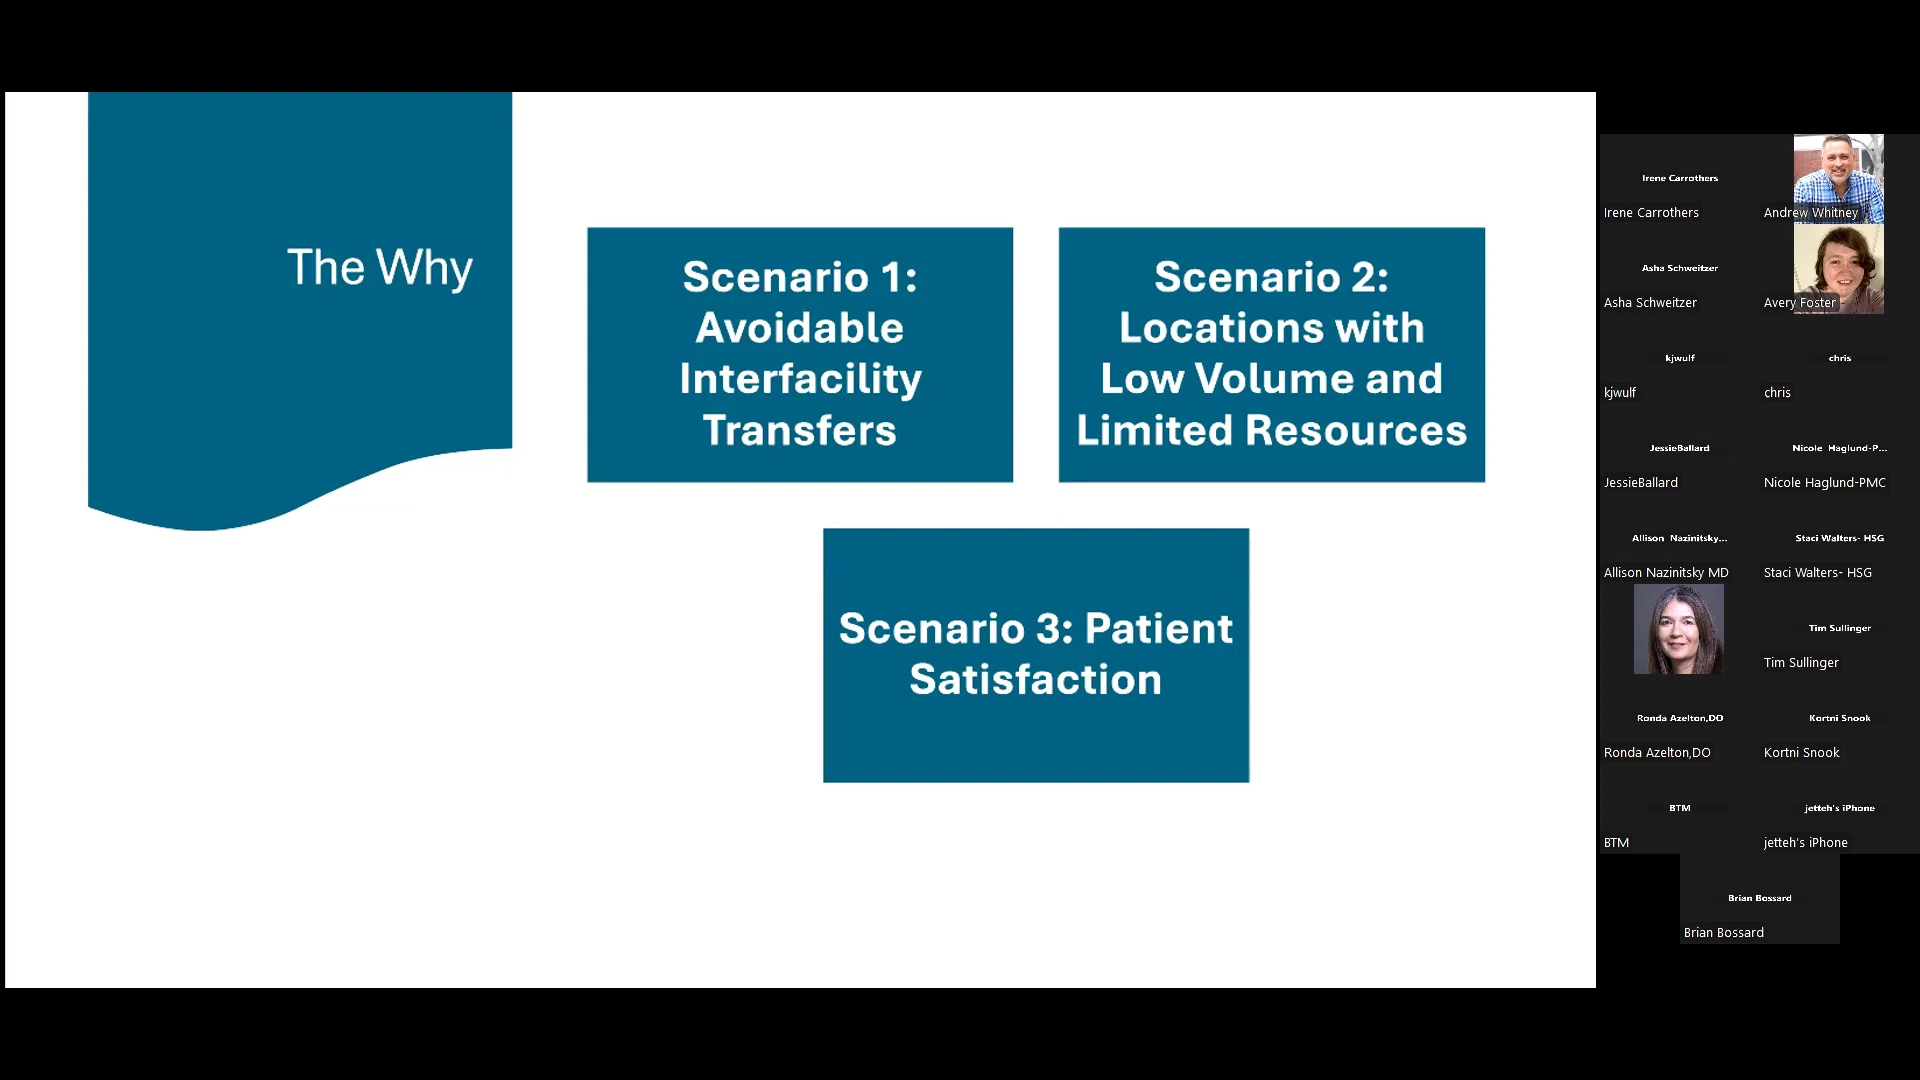 The Why
Scenario 1:
Avoidable
Interfacility
Transfers
Scenario 2:
Locations with
Low Volume and
Limited Resources
Scenario 3: Patient
Satisfaction
Irene Carrothers
Irene Carrothers
Andrew Whitney
Asha Schweitzer
Asha Schweitzer
Avery Foster
kjwulf
kjwulf
chris
chris
JessieBallard
JessieBallard
Nicole Haglund-P...
Nicole Haglund-PMC
Allison Nazinitsky...
Allison Nazinitsky MD
Staci Walters- HSG
Staci Walters- HSG
Tim Sullinger
Tim Sullinger
Ronda Azelton,DO
Ronda Azelton,DO
Kortni Snook
Kortni Snook
BTM
BTM
jetteh's iPhone
jetteh's iPhone
Brian Bossard
Brian Bossard